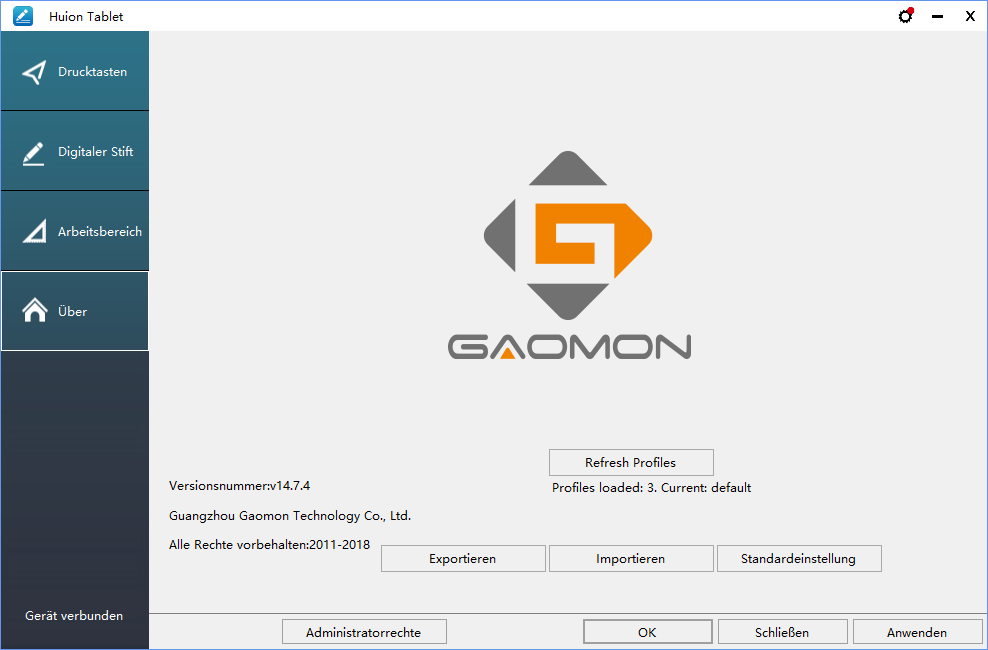 Huion Tablet
X
Drucktasten
Digitaler Stift
Arbeitsbereich
Über
GAOMON
Refresh Profiles
Profiles loaded: 3. Current: default
Versionsnummer:v14.7.4
Guangzhou Gaomon Technology Co., Ltd.
Alle Rechte vorbehalten:2011-2018
Exportieren
Importieren
Standardeinstellung
Gerät verbunden
Administratorrechte
OK
Schließen
Anwenden